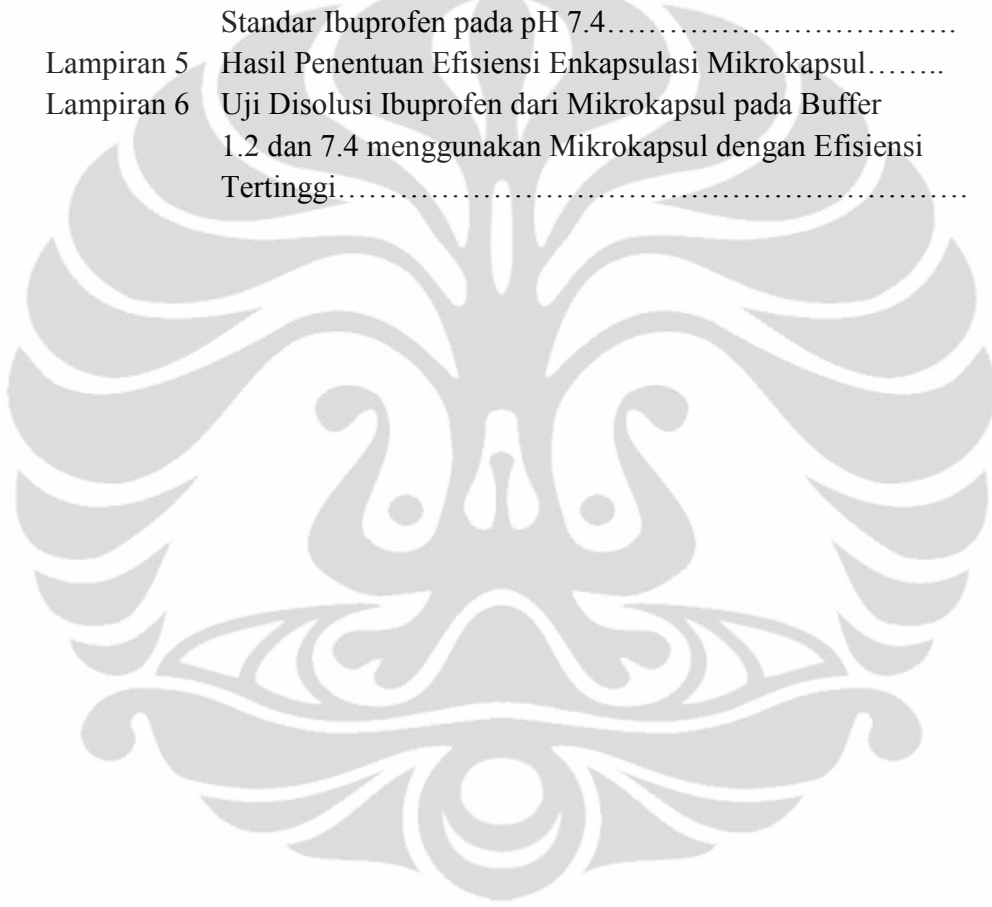 Standar Ibuprofen pada pH 7.4…………………………….
Lampiran 5 Hasil Penentuan Efisiensi Enkapsulasi Mikrokapsul……..
Lampiran 6 Uji Disolusi Ibuprofen dari Mikrokapsul pada Buffer
1.2 dan 7.4 menggunakan Mikrokapsul dengan Efisiensi
Tertinggi………………………………………………………